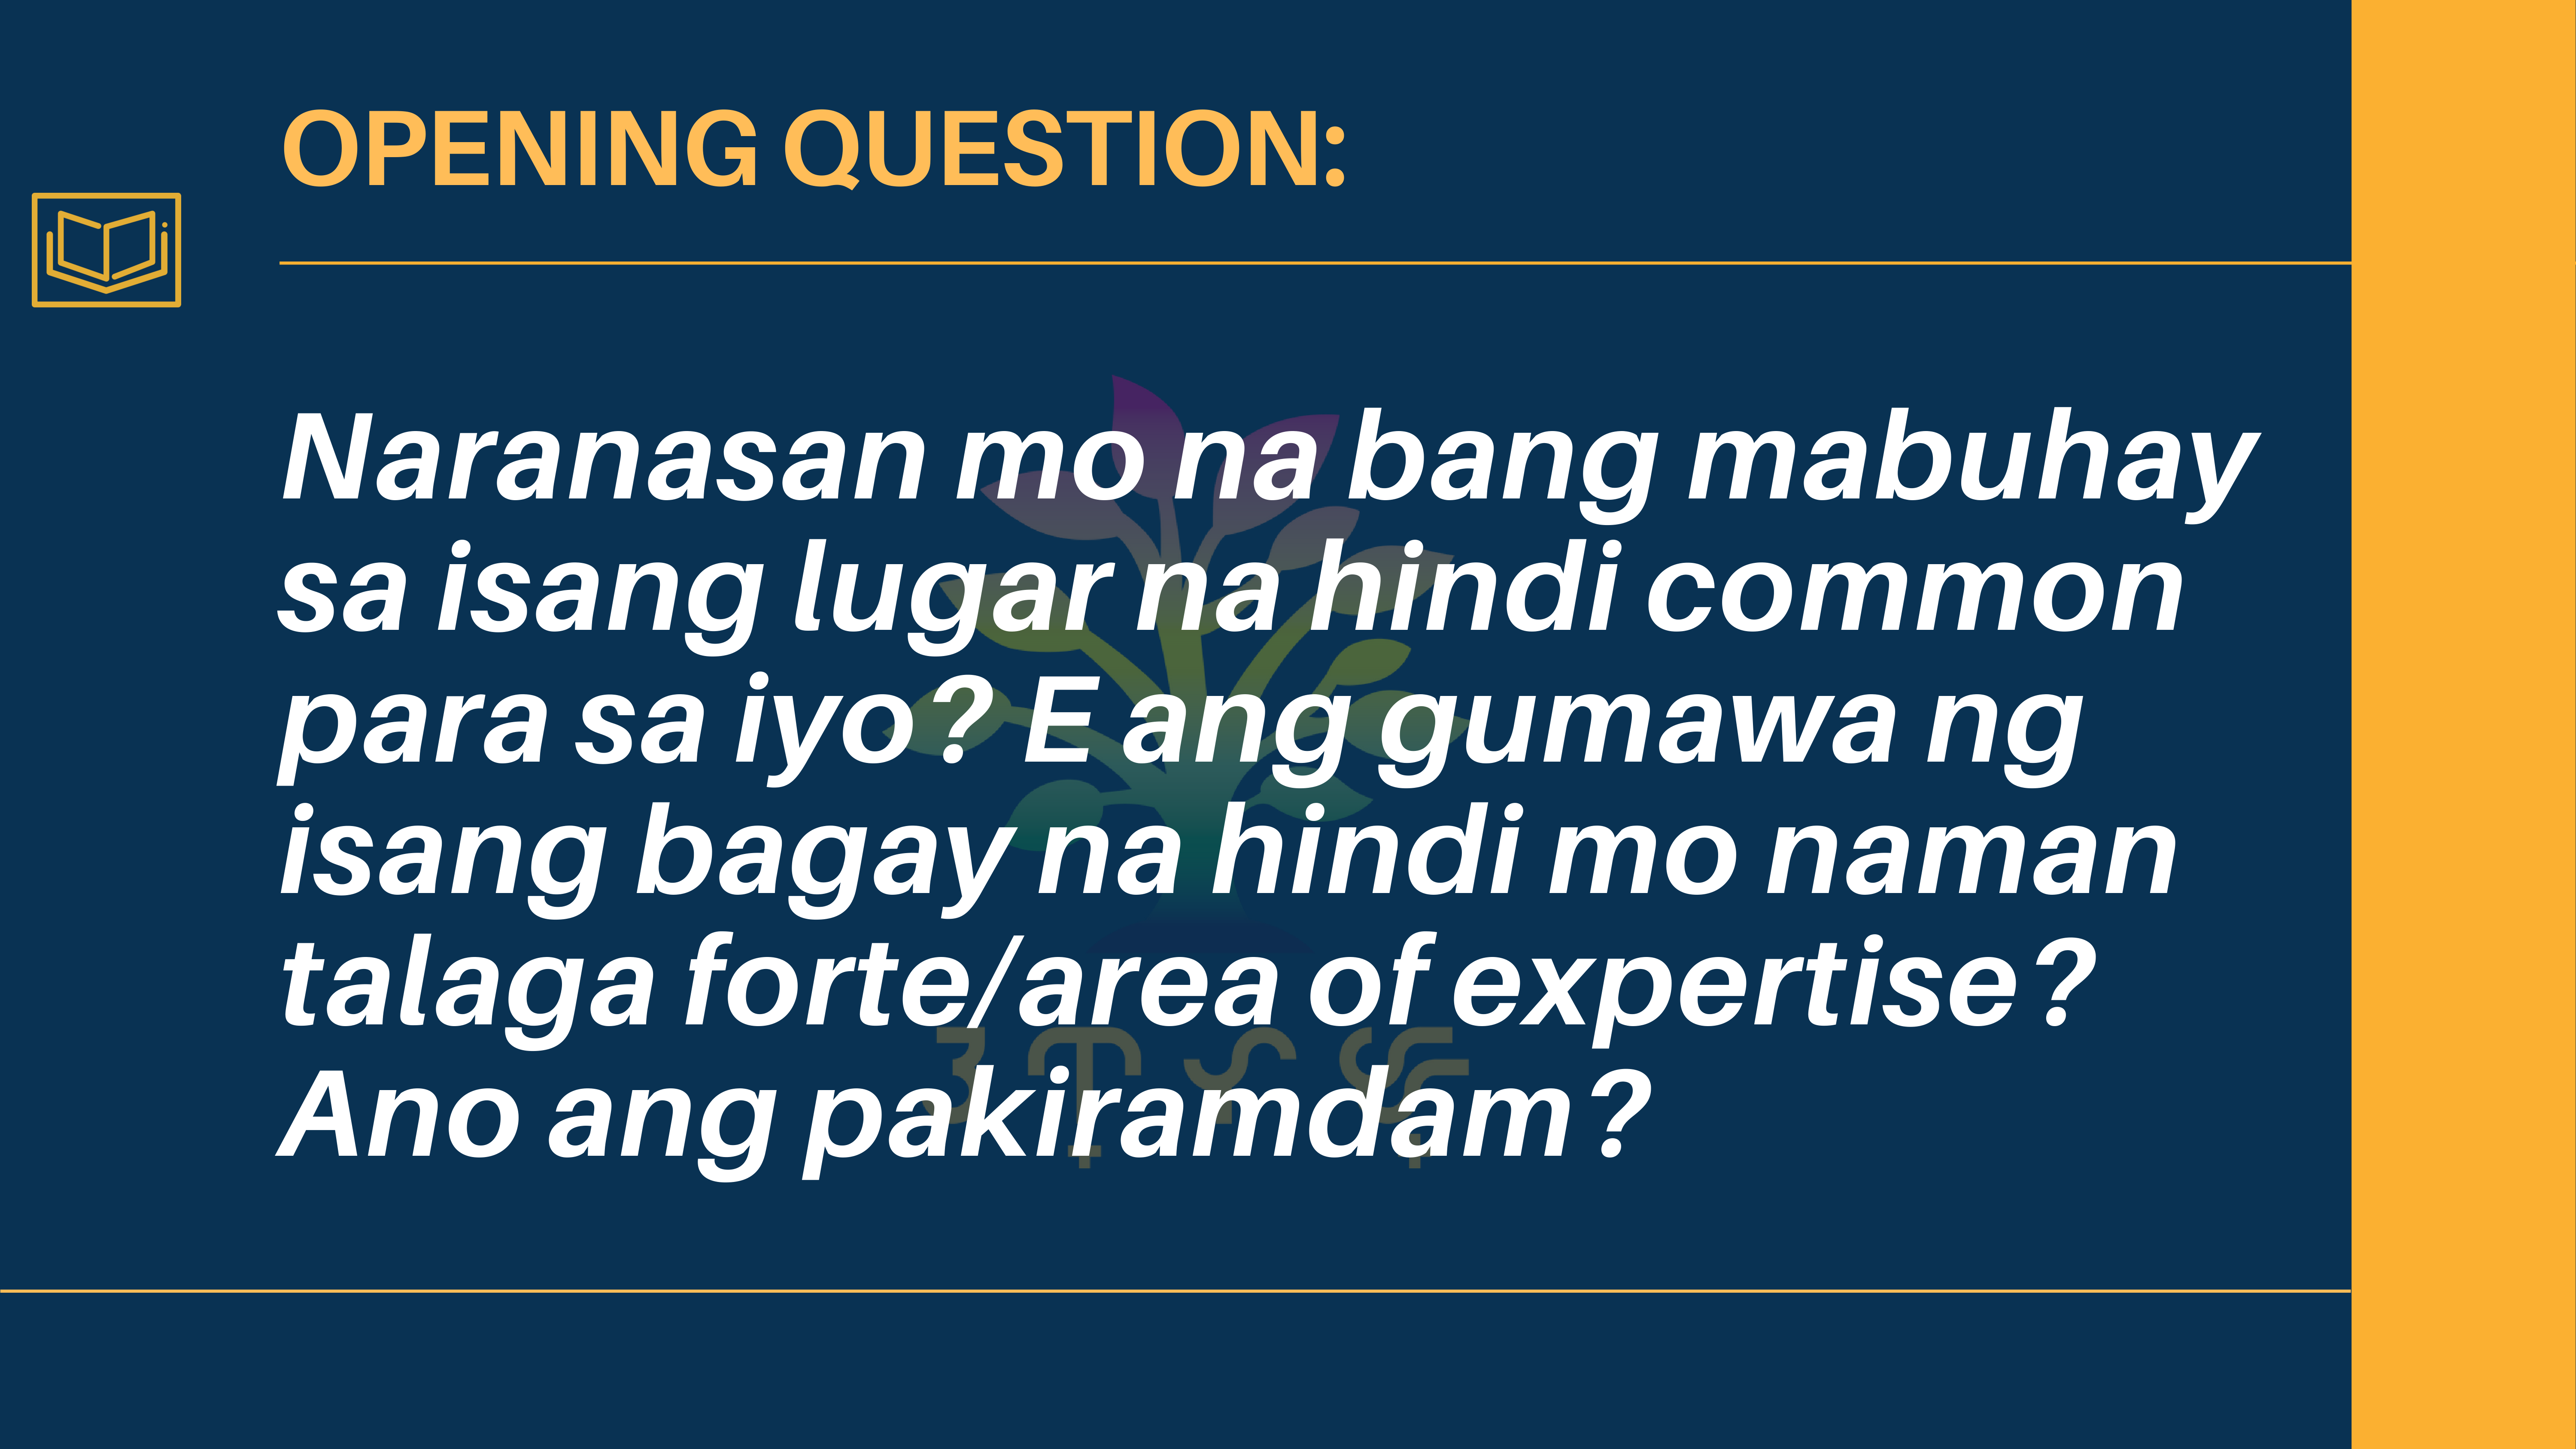 OPENING QUESTION:
Naranasan mo na bang mabuhay
sa isang lugar na hindi common
para sa iyo? E ang gumawa ng
isang bagay na hindi mo naman
talaga forte/area of expertise?
Ano ang pakiramdam?